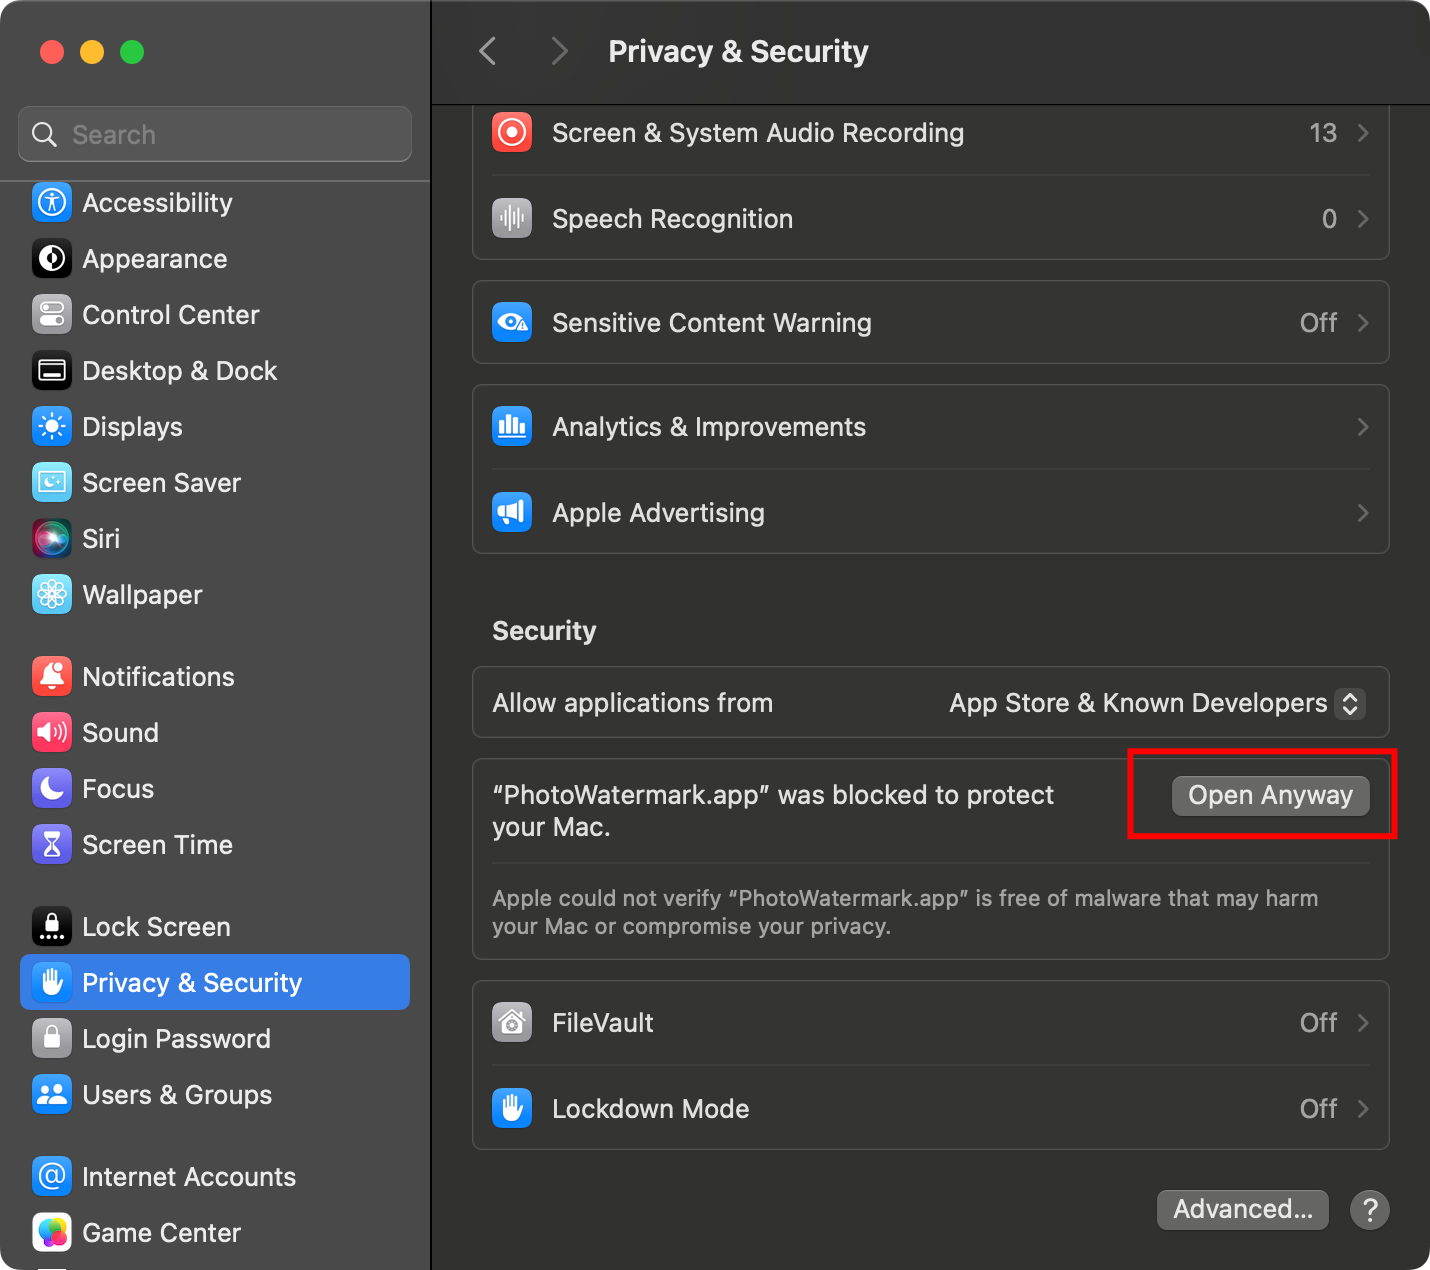 Privacy & Security
Search
Accessibility
Appearance
Control Center
Desktop & Dock
Displays
Screen Saver
Siri
Wallpaper
Notifications
Sound
Focus
Screen Time
Lock Screen
Privacy & Security
Login Password
Users & Groups
Internet Accounts
Game Center
Screen & System Audio Recording 13
Speech Recognition 0
Sensitive Content Warning Off
Analytics & Improvements
Apple Advertising
Security
Allow applications from App Store & Known Developers
“PhotoWatermark.app” was blocked to protect
your Mac.
Open Anyway
Apple could not verify “PhotoWatermark.app” is free of malware that may harm
your Mac or compromise your privacy.
FileVault Off
Lockdown Mode Off
Advanced...
?